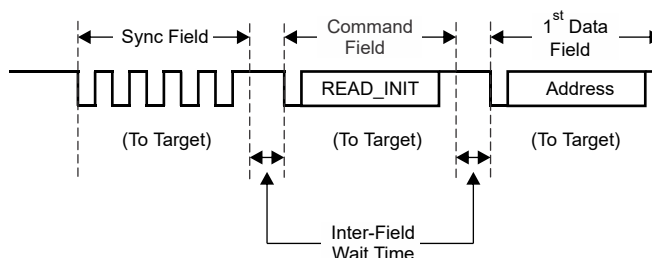 Sync Field
Command
Field
1st Data
Field
READ_INIT
Address
(To Target)
(To Target)
(To Target)
Inter-Field
Wait Time